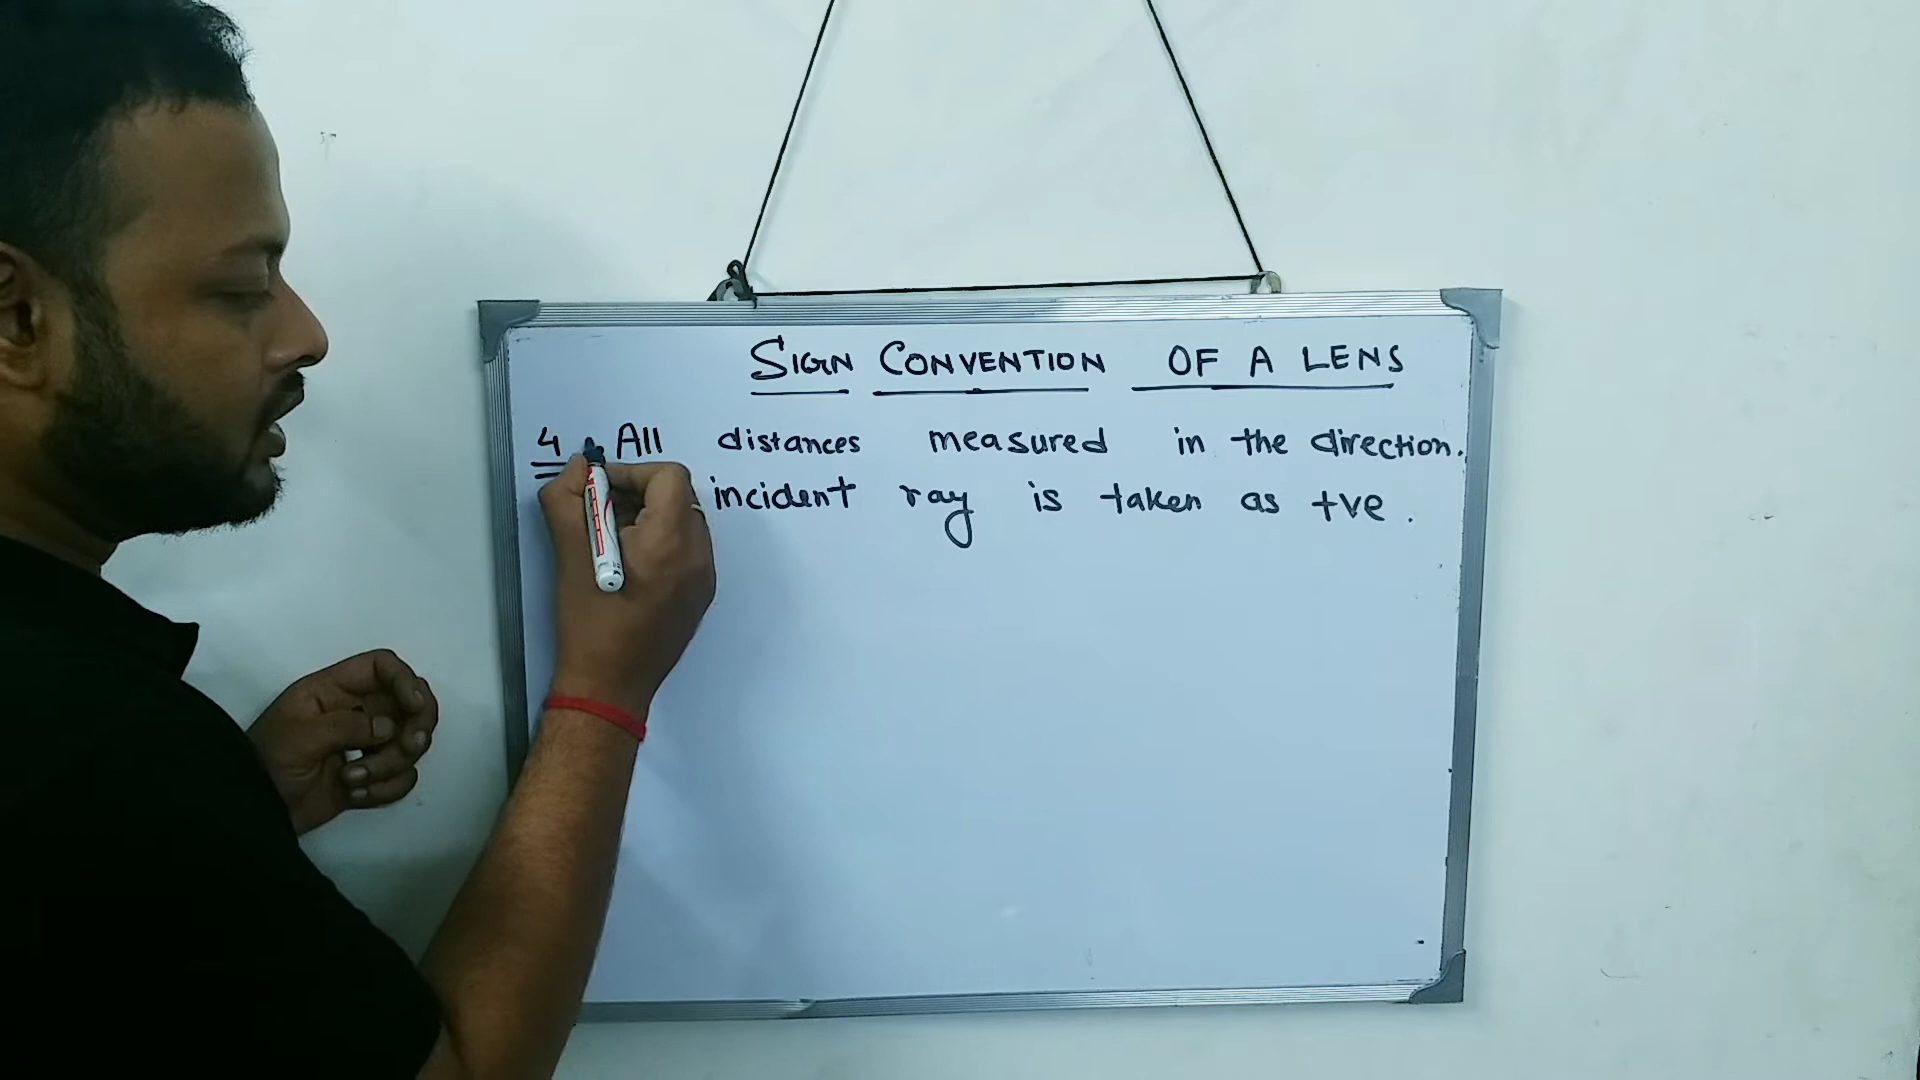 SIGN CONVENTION OF A LENS
4. All distances measured in the direction.
incident ray is taken as +ve.